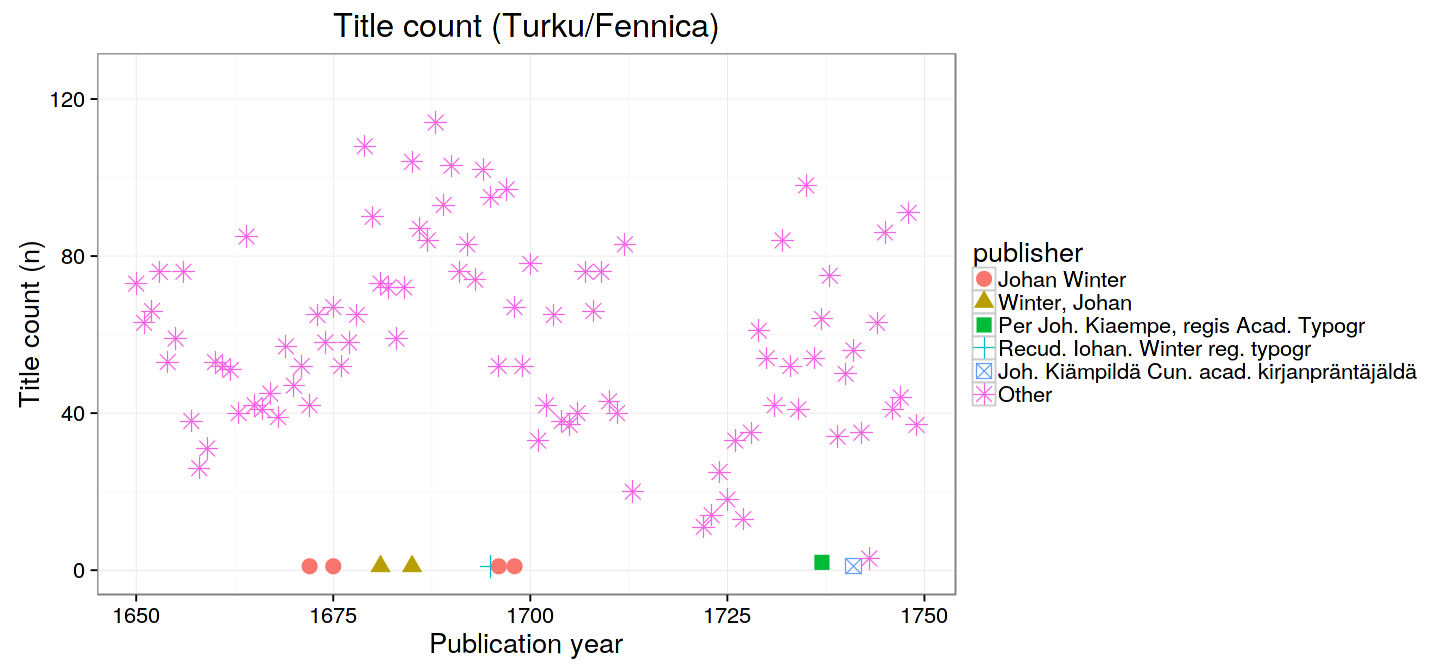 Title count (Turku/Fennica)
120
80
40
0
Title count (n)
1650 1675 1700 1725 1750
Publication year
publisher
Johan Winter
Winter, Johan
Per Joh. Kiaempe, regis Acad. Typogr
Recud. Iohan. Winter reg. typogr
Joh. Kiämpildä Cun. acad. kirjanpräntäjäldä
Other